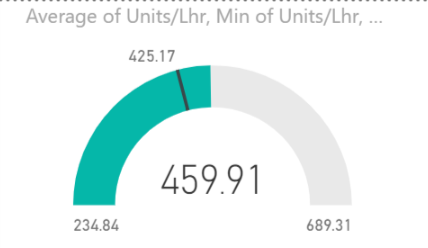 Average of Units/Lhr, Min of Units/Lhr, ...
425.17
459.91
234.84 689.31